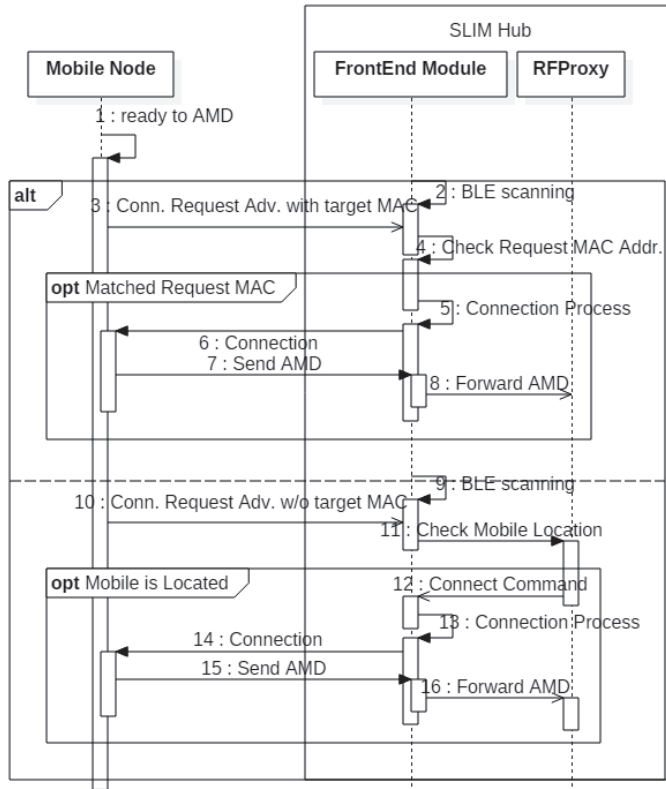 SLIM Hub
Mobile Node
FrontEnd Module
RFProxy
1 : ready to AMD
alt
2 : BLE scanning
3 : Conn. Request Adv. with target MAC
4 : Check Request MAC Addr.
opt Matched Request MAC
5 : Connection Process
6 : Connection
7 : Send AMD
8 : Forward AMD
9 : BLE scanning
10 : Conn. Request Adv. w/o target MAC
11 : Check Mobile Location
opt Mobile is Located
12 : Connect Command
13 : Connection Process
14 : Connection
15 : Send AMD
16 : Forward AMD